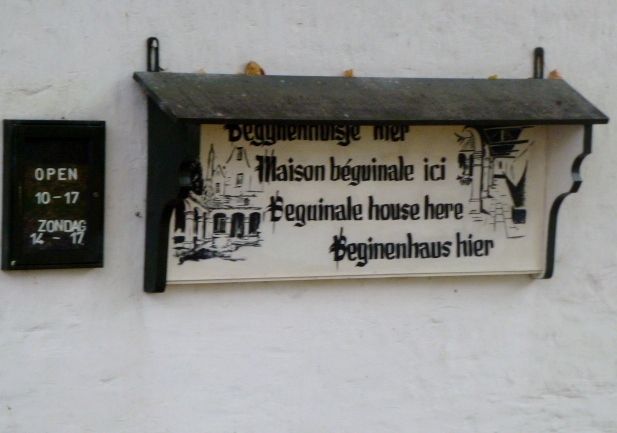 OPEN
10-17
ZONDAG
14-17
Begijnenhuisje hier
Maison béguinale ici
Beguinale house here
Beginenhaus hier